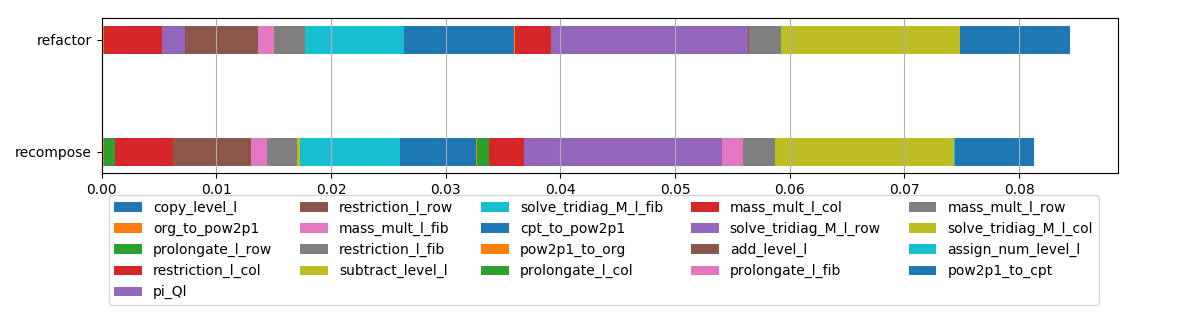 refactor
recompose
0.00 0.01 0.02 0.03 0.04 0.05 0.06 0.07 0.08
copy_level_l restriction_l_row solve_tridiag_M_l_fib mass_mult_l_col mass_mult_l_row
org_to_pow2p1 mass_mult_l_fib cpt_to_pow2p1 solve_tridiag_M_l_row solve_tridiag_M_l_col
prolongate_l_row restriction_l_fib pow2p1_to_org add_level_l assign_num_level_l
restriction_l_col subtract_level_l prolongate_l_col prolongate_l_fib pow2p1_to_cpt
pi_Ql